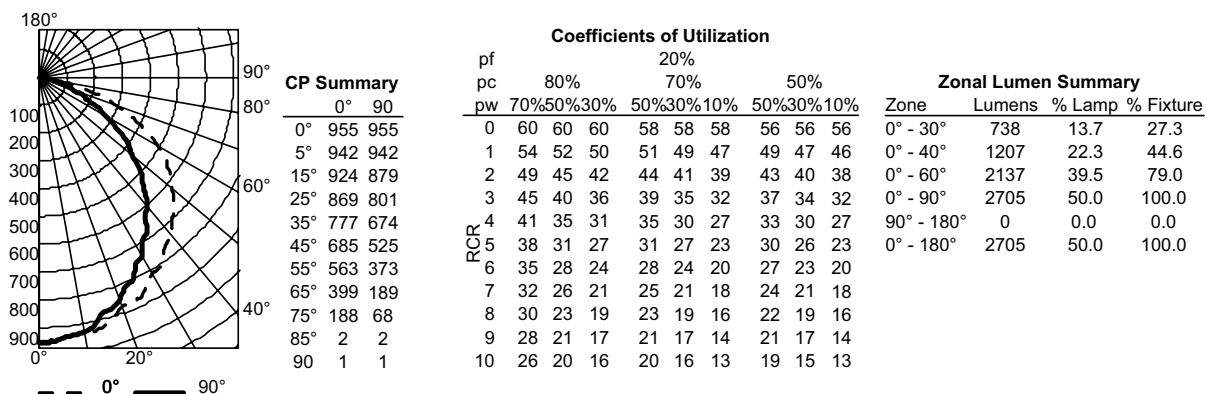 180°
90°
80°
60°
40°
100
200
300
400
500
600
700
800
900
0° 20°
0° 90°
CP Summary
0° 90
0° 955 955
5° 942 942
15° 924 879
25° 869 801
35° 777 674
45° 685 525
55° 563 373
65° 399 189
75° 188 68
85° 2 2
90 1 1
Coefficients of Utilization
pf 20%
pc 80% 70% 50%
pw 70%50%30% 50%30%10% 50%30%10%
RCR
0 60 60 60 58 58 58 56 56 56
1 54 52 50 51 49 47 49 47 46
2 49 45 42 44 41 39 43 40 38
3 45 40 36 39 35 32 37 34 32
4 41 35 31 35 30 27 33 30 27
5 38 31 27 31 27 23 30 26 23
6 35 28 24 28 24 20 27 23 20
7 32 26 21 25 21 18 24 21 18
8 30 23 19 23 19 16 22 19 16
9 28 21 17 21 17 14 21 17 14
10 26 20 16 20 16 13 19 15 13
Zonal Lumen Summary
Zone Lumens % Lamp % Fixture
0° - 30° 738 13.7 27.3
0° - 40° 1207 22.3 44.6
0° - 60° 2137 39.5 79.0
0° - 90° 2705 50.0 100.0
90° - 180° 0 0.0 0.0
0° - 180° 2705 50.0 100.0